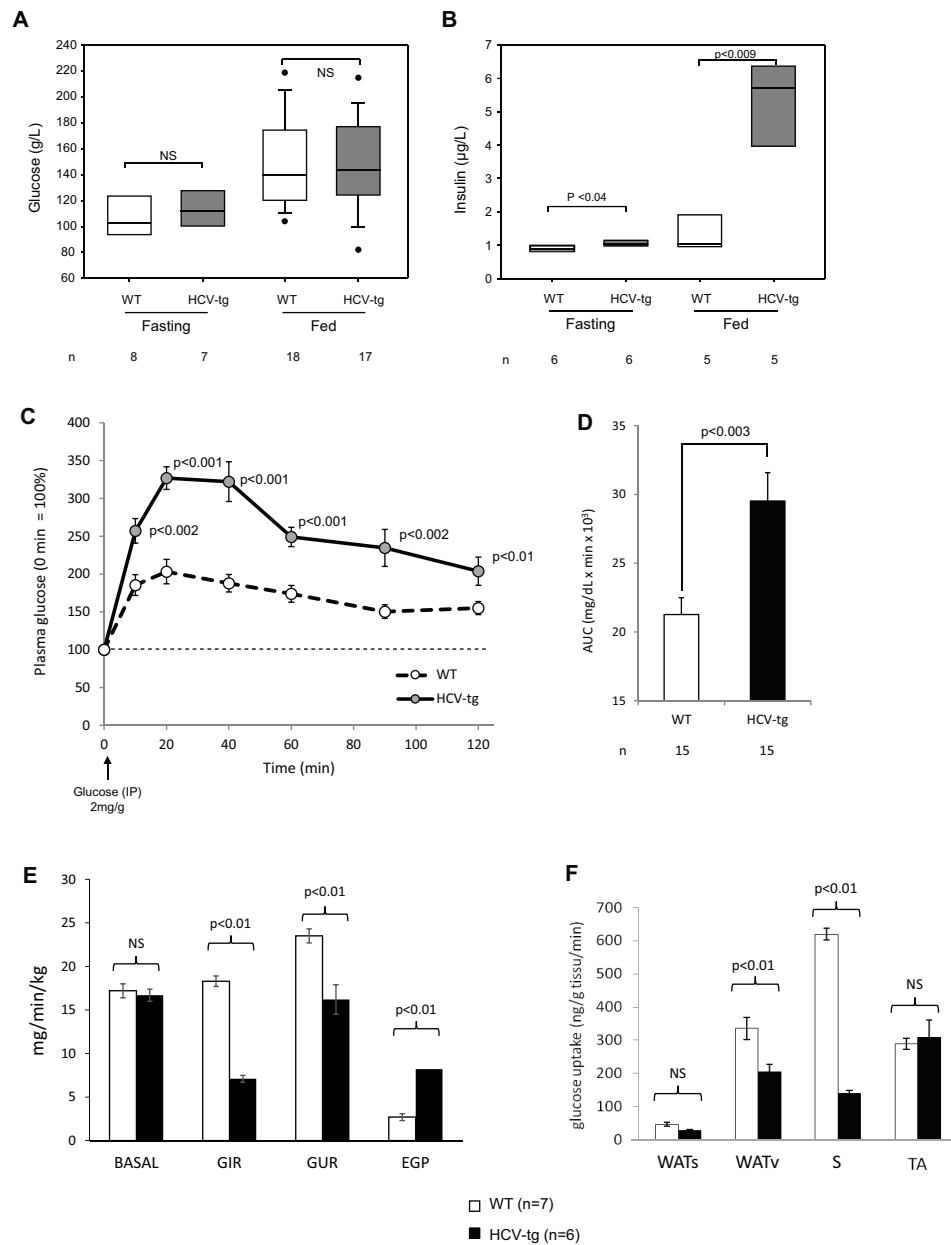 A
240
220
200
180
160
140
120
100
80
60
Glucose (g/L)
NS
NS
WT
HCV-tg
WT
HCV-tg
Fasting
Fed
n
8
7
18
17
B
7
6
5
4
3
2
1
0
Insulin (µg/L)
P <0.04
p<0.009
WT
HCV-tg
WT
HCV-tg
Fasting
Fed
n
6
6
5
5
C
400
350
300
250
200
150
100
50
0
Plasma glucose (0 min = 100%)
p<0.002
p<0.001
p<0.001
p<0.001
p<0.002
p<0.01
WT
HCV-tg
0
20
40
60
80
100
120
Time (min)
Glucose (IP)
2mg/g
D
35
30
25
20
15
AUC (mg/dL x min x 10³)
p<0.003
WT
HCV-tg
n
15
15
E
30
25
20
15
10
5
0
mg/min/kg
NS
p<0.01
p<0.01
p<0.01
BASAL
GIR
GUR
EGP
F
700
600
500
400
300
200
100
0
glucose uptake (ng/g tissu/min)
NS
p<0.01
p<0.01
NS
WATs
WATv
S
TA
WT (n=7)
HCV-tg (n=6)